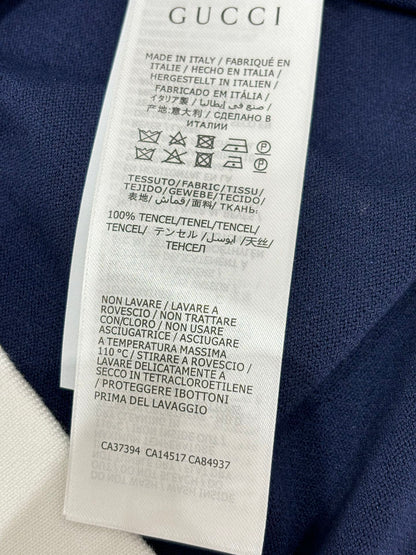 GUCCI
MADE IN ITALY / FABRIQUÉ EN
ITALIE / HECHO EN ITALIA /
HERGESTELLT IN ITALIEN /
FABRICADO EM ITÁLIA /
イタリア製 / صنع في إيطاليا /
产地:意大利 / СДЕЛАНО В
ИТАЛИИ
TESSUTO / FABRIC / TISSU /
TEJIDO / GEWEBE / TECIDO /
表地 / قماش / 面料 / ТКАНЬ:
100% TENCEL/TENEL/TENCEL/
TENCEL/ テンセル / ايوسل /天丝/
ТЕНСЕЛ
NON LAVARE / LAVARE A
ROVESCIO / NON TRATTARE
CON/CLORO / NON USARE
ASCIUGATRICE / ASCIUGARE
A TEMPERATURA MASSIMA
110 °C / STIRARE A ROVESCIO /
LAVARE DELICATAMENTE A
SECCO IN TETRACLOROETILENE
/ PROTEGGERE IBOTTONI
PRIMA DEL LAVAGGIO
CA37394 CA14517 CA84937